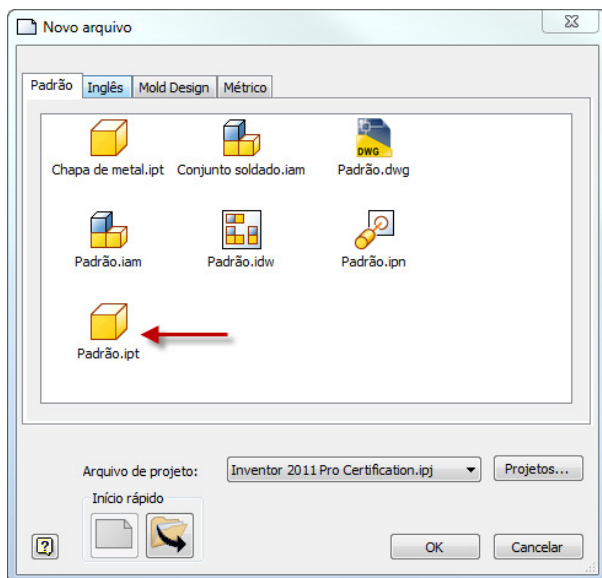 Novo arquivo
Padrão Inglês Mold Design Métrico
DWG
Chapa de metal.ipt Conjunto soldado.iam Padrão.dwg
Padrão.iam Padrão.idw Padrão.ipn
Padrão.ipt
Arquivo de projeto: Inventor 2011 Pro Certification.ipj Projetos...
Início rápido
? OK Cancelar